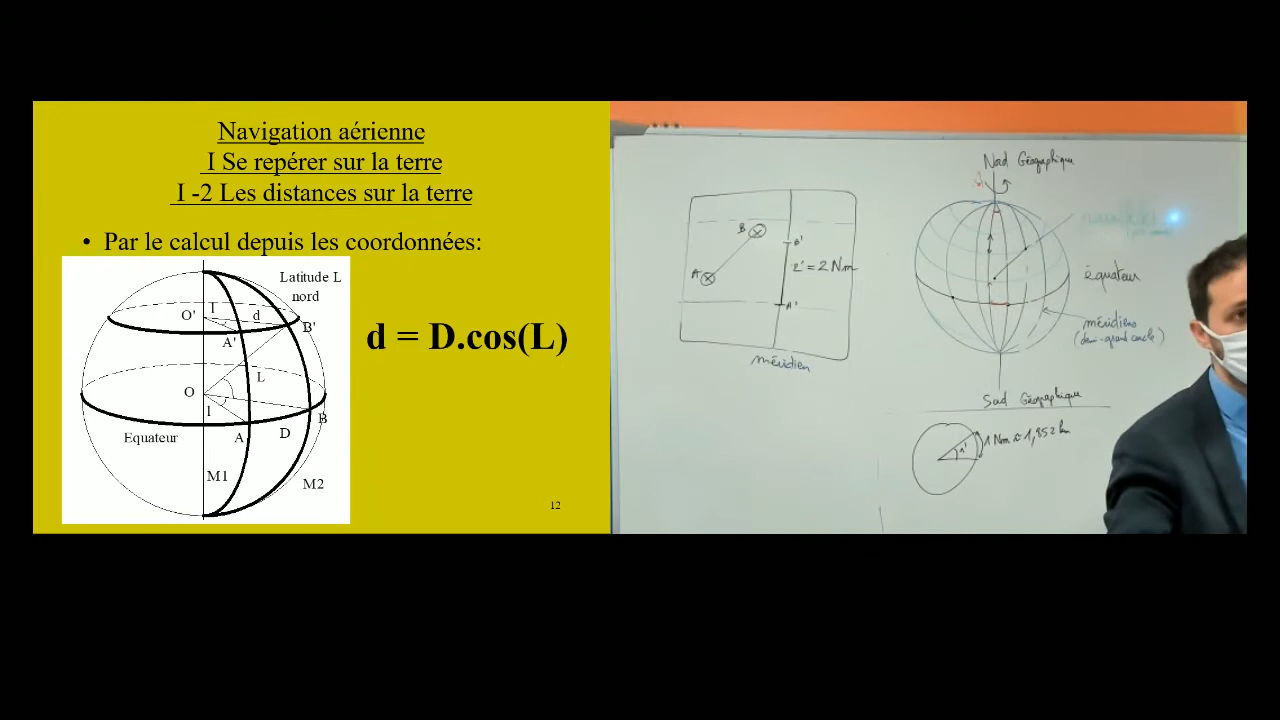 Navigation aérienne
I Se repérer sur la terre
I -2 Les distances sur la terre
• Par le calcul depuis les coordonnées:
Latitude L
nord
O'
I
d
B'
A'
L
O
l
B
Equateur
A
D
M1
M2
d = D.cos(L)
12
Nord Géographique
B
B'
2' = 2 Nm
A
A'
méridien
équateur
méridiens
(demi-grand cercle)
Sud Géographique
1'
1 Nm ≈ 1,852 km